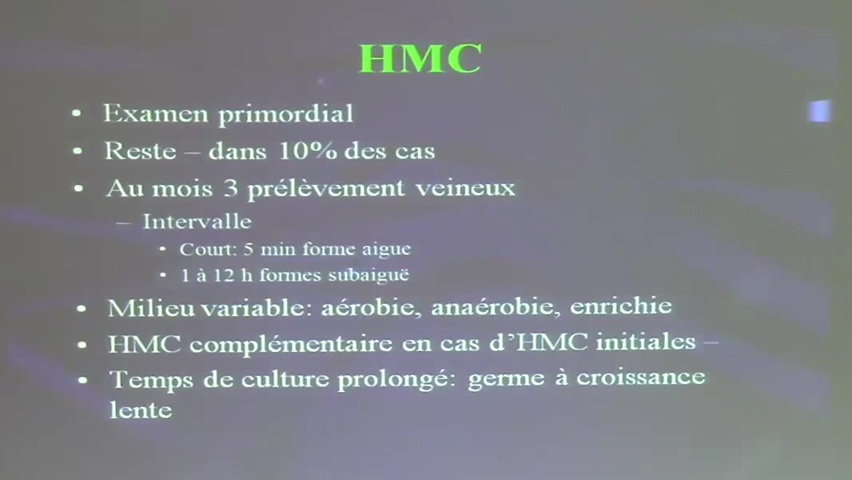 HMC
• Examen primordial
• Reste – dans 10% des cas
• Au mois 3 prélèvement veineux
– Intervalle
• Court: 5 min forme aigue
• 1 à 12 h formes subaiguë
• Milieu variable: aérobie, anaérobie, enrichie
• HMC complémentaire en cas d'HMC initiales –
• Temps de culture prolongé: germe à croissance
lente